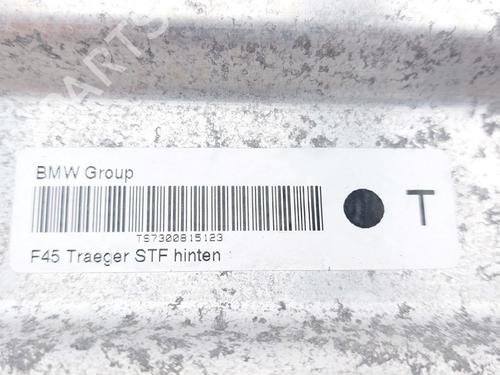 BMW Group
TS7300815123
T
F45 Traeger STF hinten